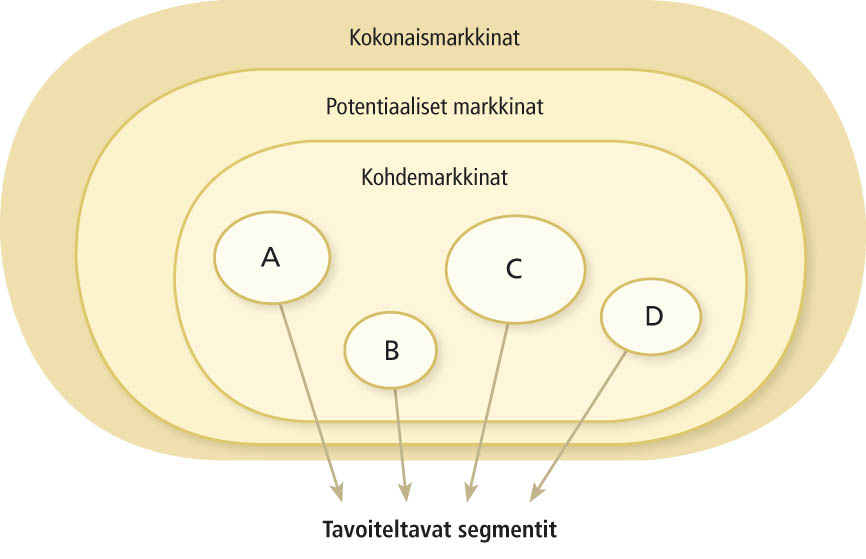 Kokonaismarkkinat
Potentiaaliset markkinat
Kohdemarkkinat
A
C
D
B
Tavoiteltavat segmentit